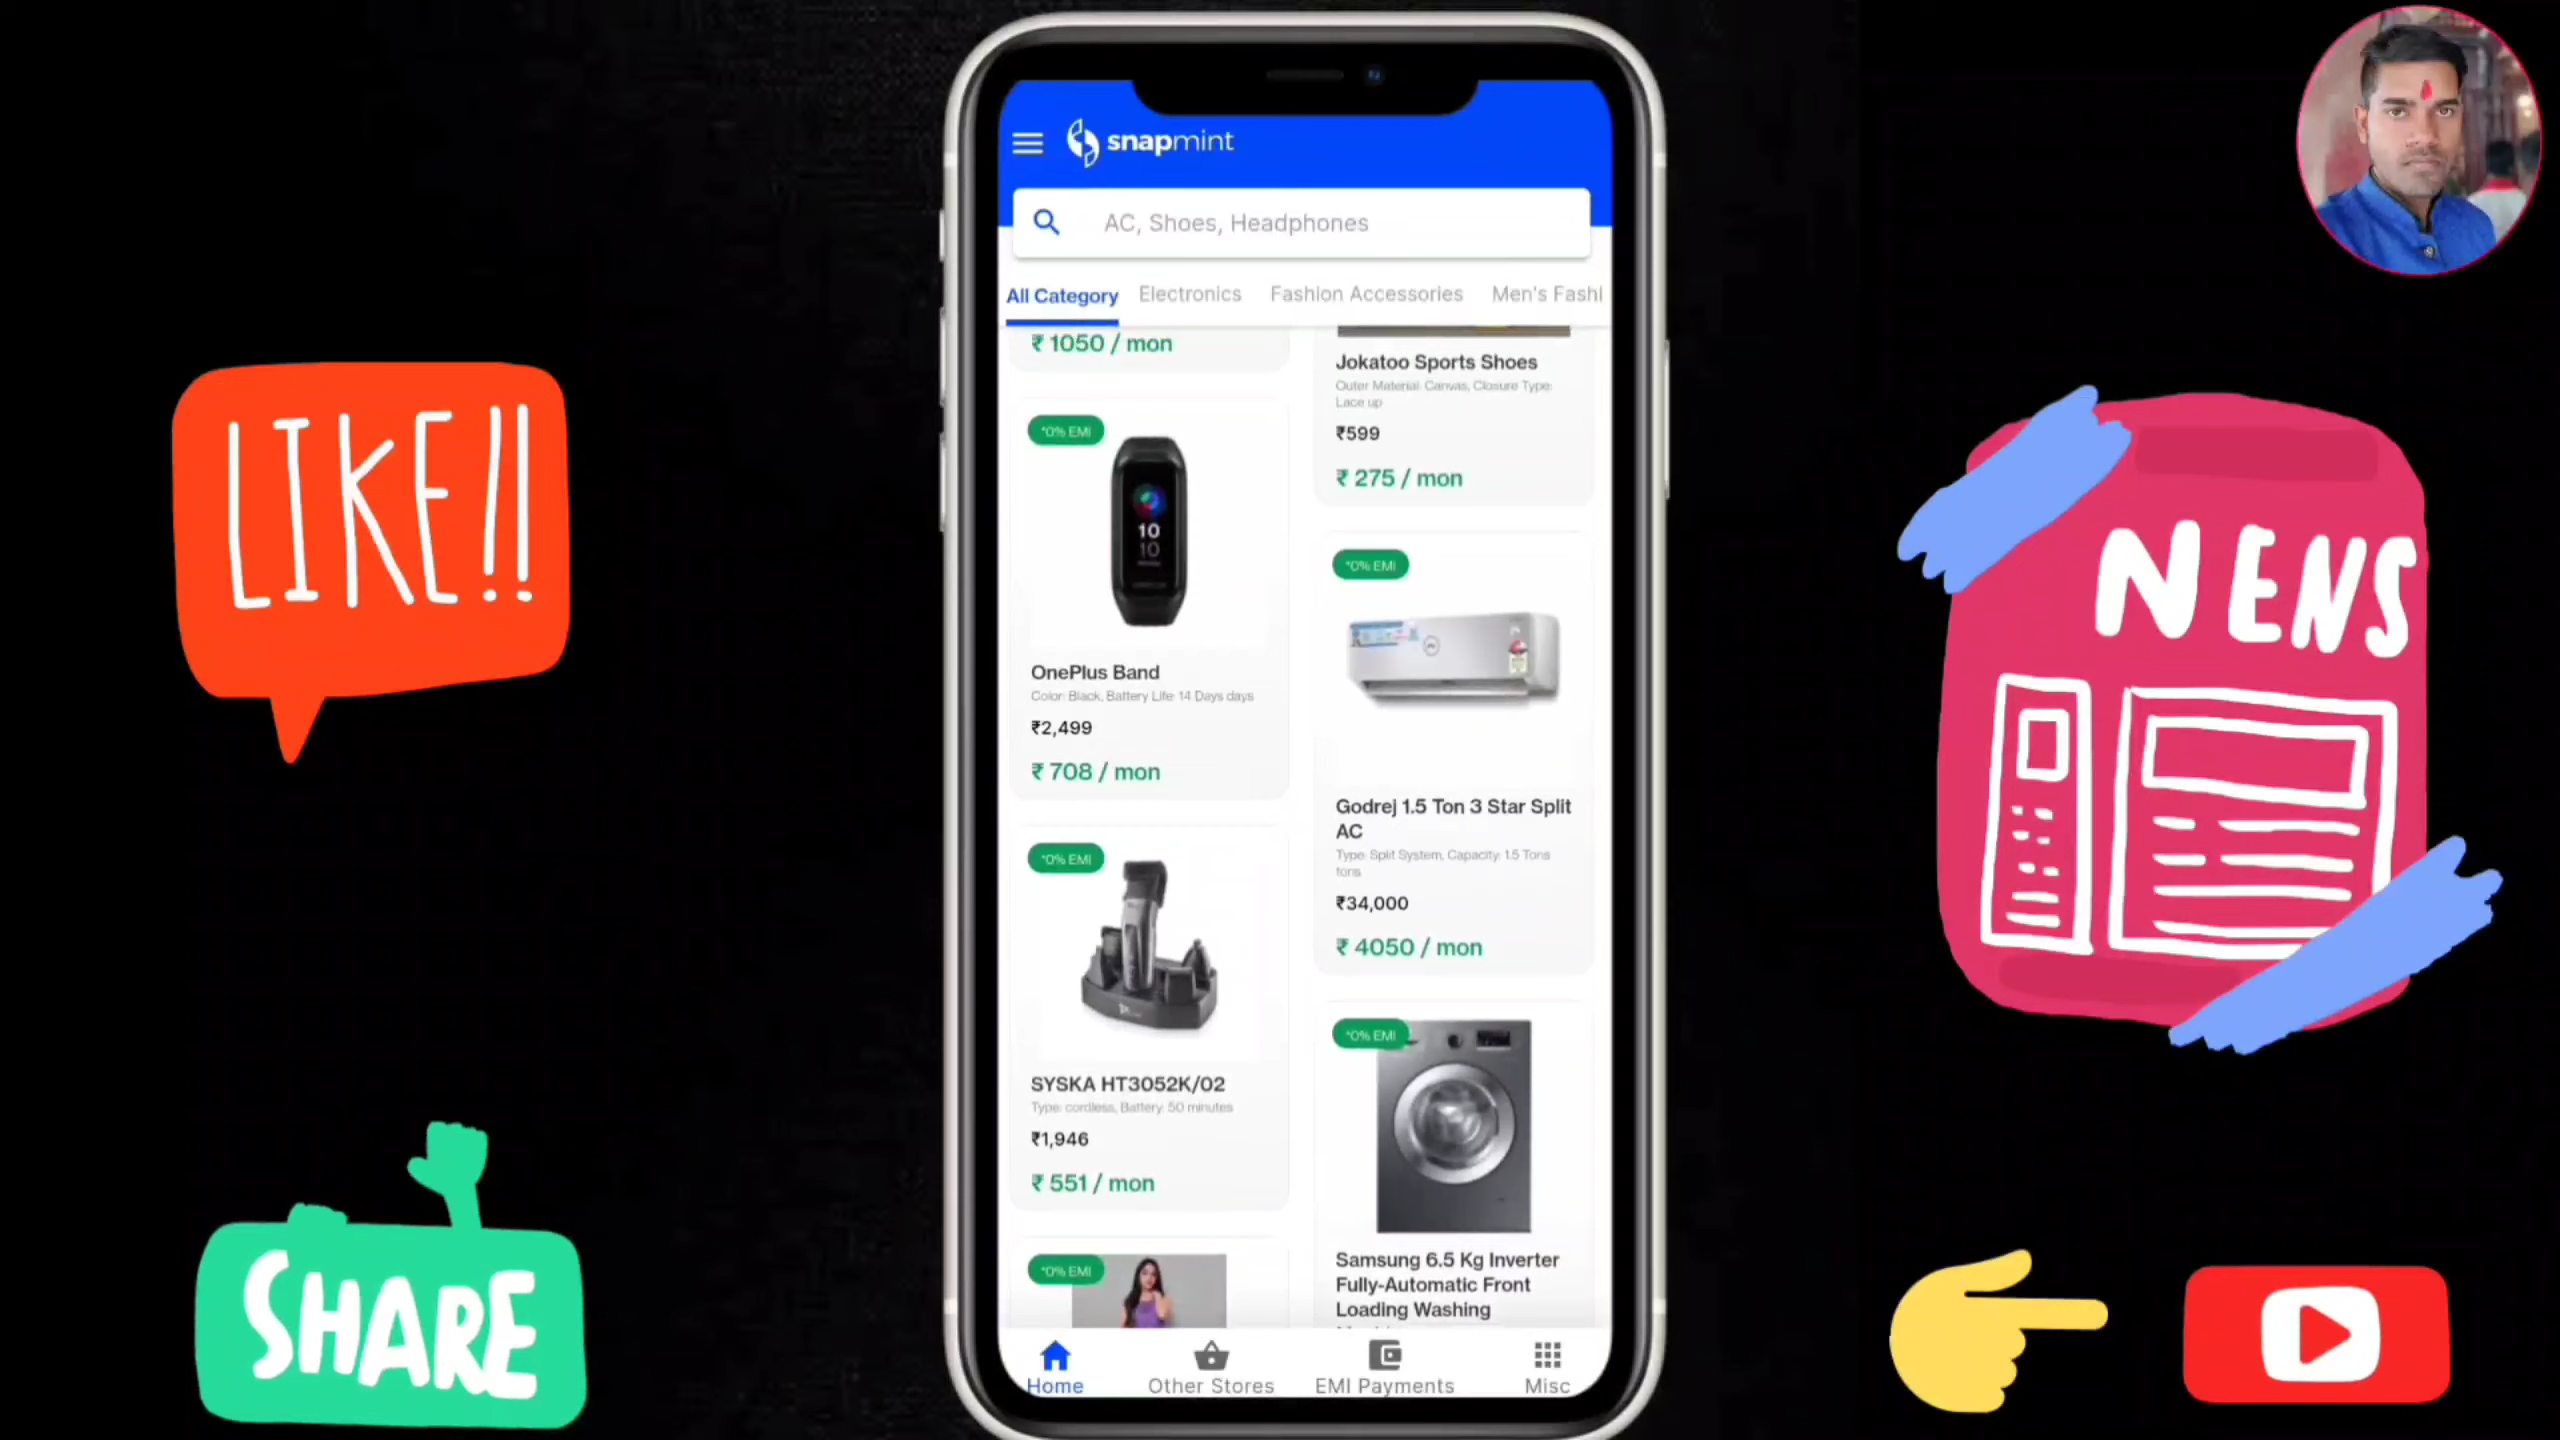 snapmint
AC, Shoes, Headphones
All Category
Electronics
Fashion Accessories
Men's Fashi
₹ 1050 / mon
*0% EMI
10
10
OnePlus Band
Color: Black, Battery Life: 14 Days days
₹2,499
₹ 708 / mon
*0% EMI
SYSKA HT3052K/02
Type: cordless, Battery: 50 minutes
₹1,946
₹ 551 / mon
*0% EMI
Jokatoo Sports Shoes
Outer Material: Canvas, Closure Type:
Lace up
₹599
₹ 275 / mon
*0% EMI
Godrej 1.5 Ton 3 Star Split
AC
Type: Split System, Capacity: 1.5 Tons
tons
₹34,000
₹ 4050 / mon
*0% EMI
Samsung 6.5 Kg Inverter
Fully-Automatic Front
Loading Washing
Home
Other Stores
EMI Payments
Misc
LIKE!!
SHARE
NEWS